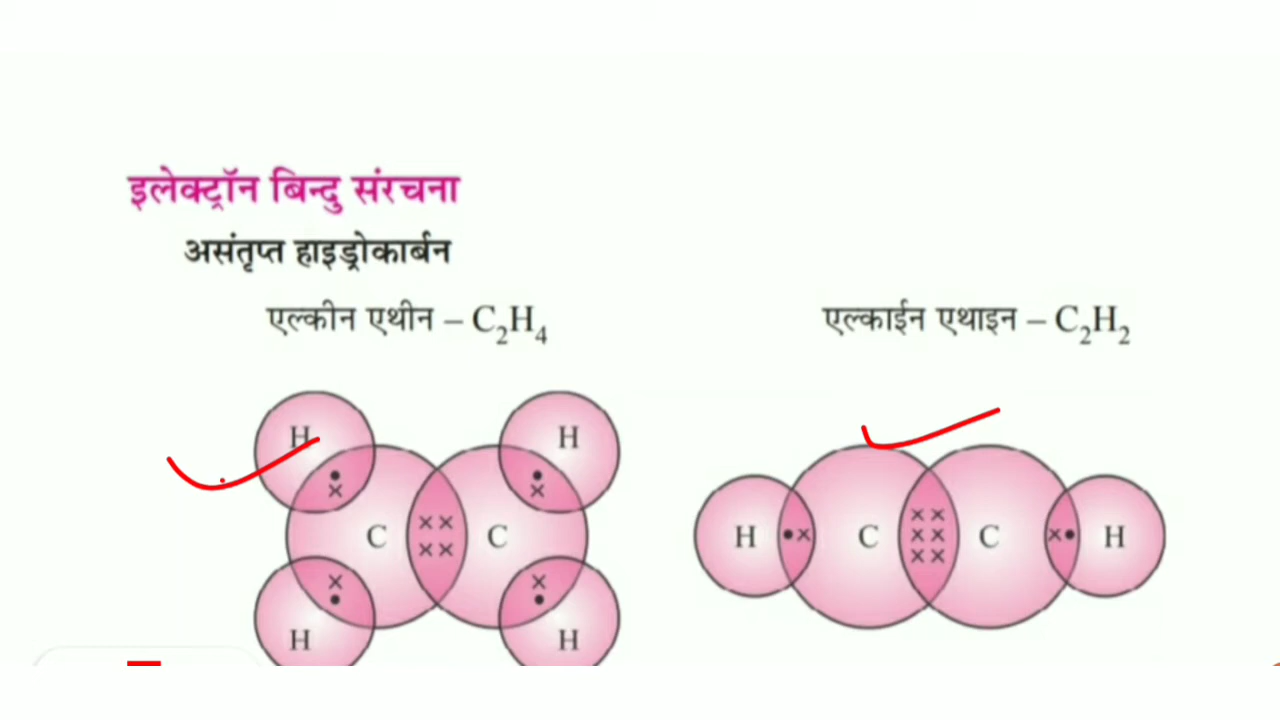 इलेक्ट्रॉन बिन्दु संरचना
असंतृप्त हाइड्रोकार्बन
एल्कीन एथीन – C₂H₄ एल्काईन एथाइन – C₂H₂
H H
C C H C C H
H H